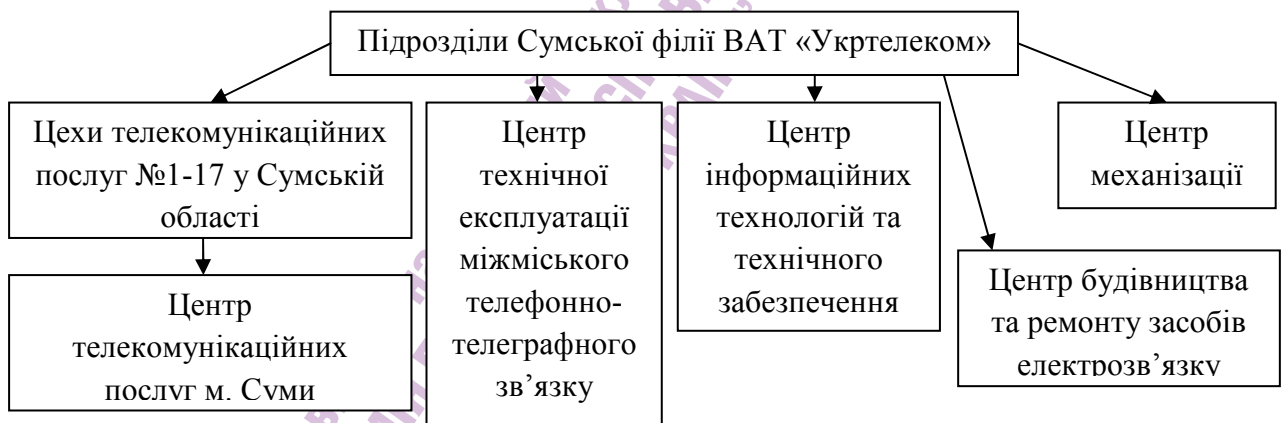 Підрозділи Сумської філії ВАТ «Укртелеком»
Цехи телекомунікаційних
послуг №1-17 у Сумській
області
Центр
телекомунікаційних
послуг м. Суми
Центр
технічної
експлуатації
міжміського
телефонно-
телеграфного
зв’язку
Центр
інформаційних
технологій та
технічного
забезпечення
Центр
механізації
Центр будівництва
та ремонту засобів
електрозв’язку